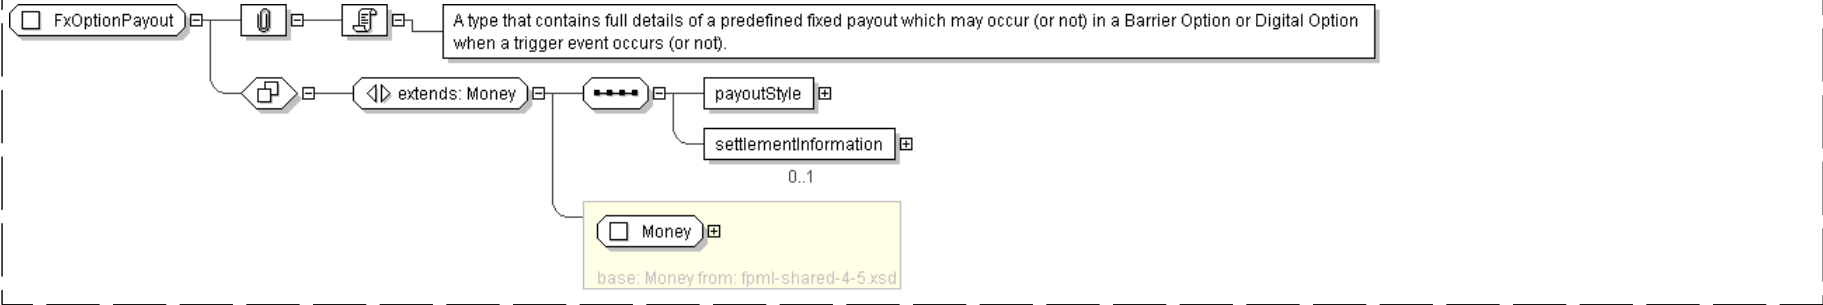 FxOptionPayout
A type that contains full details of a predefined fixed payout which may occur (or not) in a Barrier Option or Digital Option
when a trigger event occurs (or not).
extends: Money
payoutStyle
settlementInformation
0..1
Money
base: Money from: fpml-shared-4-5.xsd